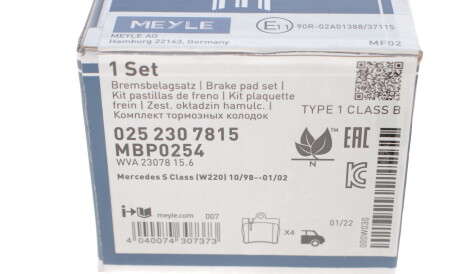 MEYLE
E11 90R-02A01388/37115
MEYLE AG
Hamburg 22163, Germany
MF02
1 Set
Bremsbelagsatz | Brake pad set |
Kit pastillas de freno | Kit plaquette
frein | Zest. okładzin hamulc. |
Комплект тормозных колодок
TYPE 1 CLASS B
025 230 7815
MBP0254
WVA 23078 15.6
TM
N
EAC
Mercedes S Class (W220) 10/98--01/02
meyle.com
007
4 040074 307373
X4
01/22
000W030